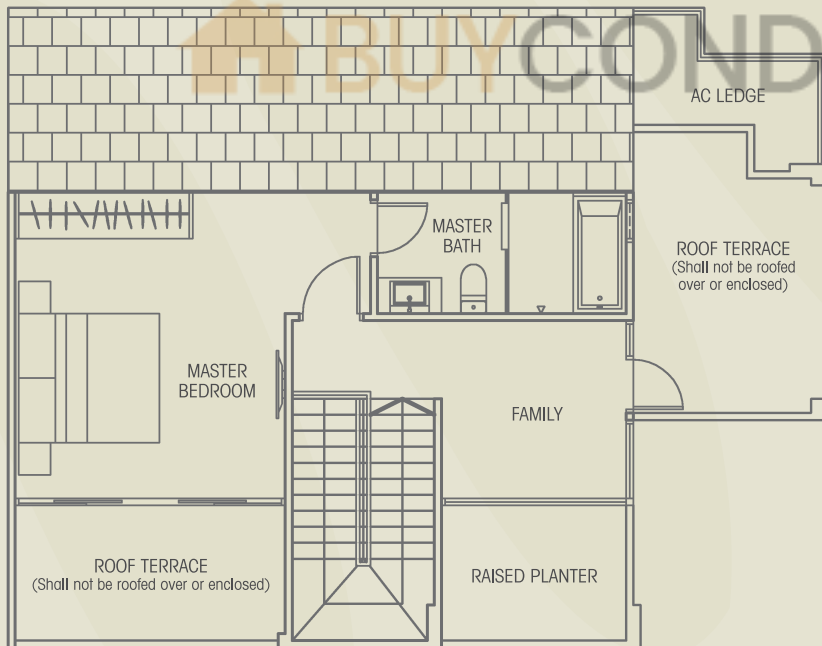 BUYCOND
AC LEDGE
MASTER
BATH
ROOF TERRACE
(Shall not be roofed
over or enclosed)
MASTER
BEDROOM
FAMILY
ROOF TERRACE
(Shall not be roofed over or enclosed)
RAISED PLANTER